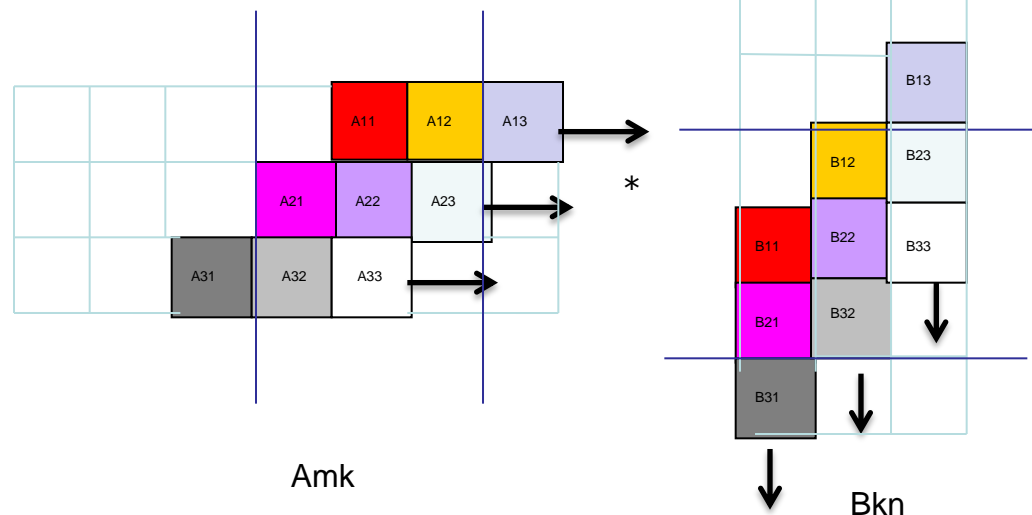 A11 A12 A13
*
A21 A22 A23
A31 A32 A33
Amk
B13
B12 B23
B11 B22 B33
B21 B32
B31
Bkn